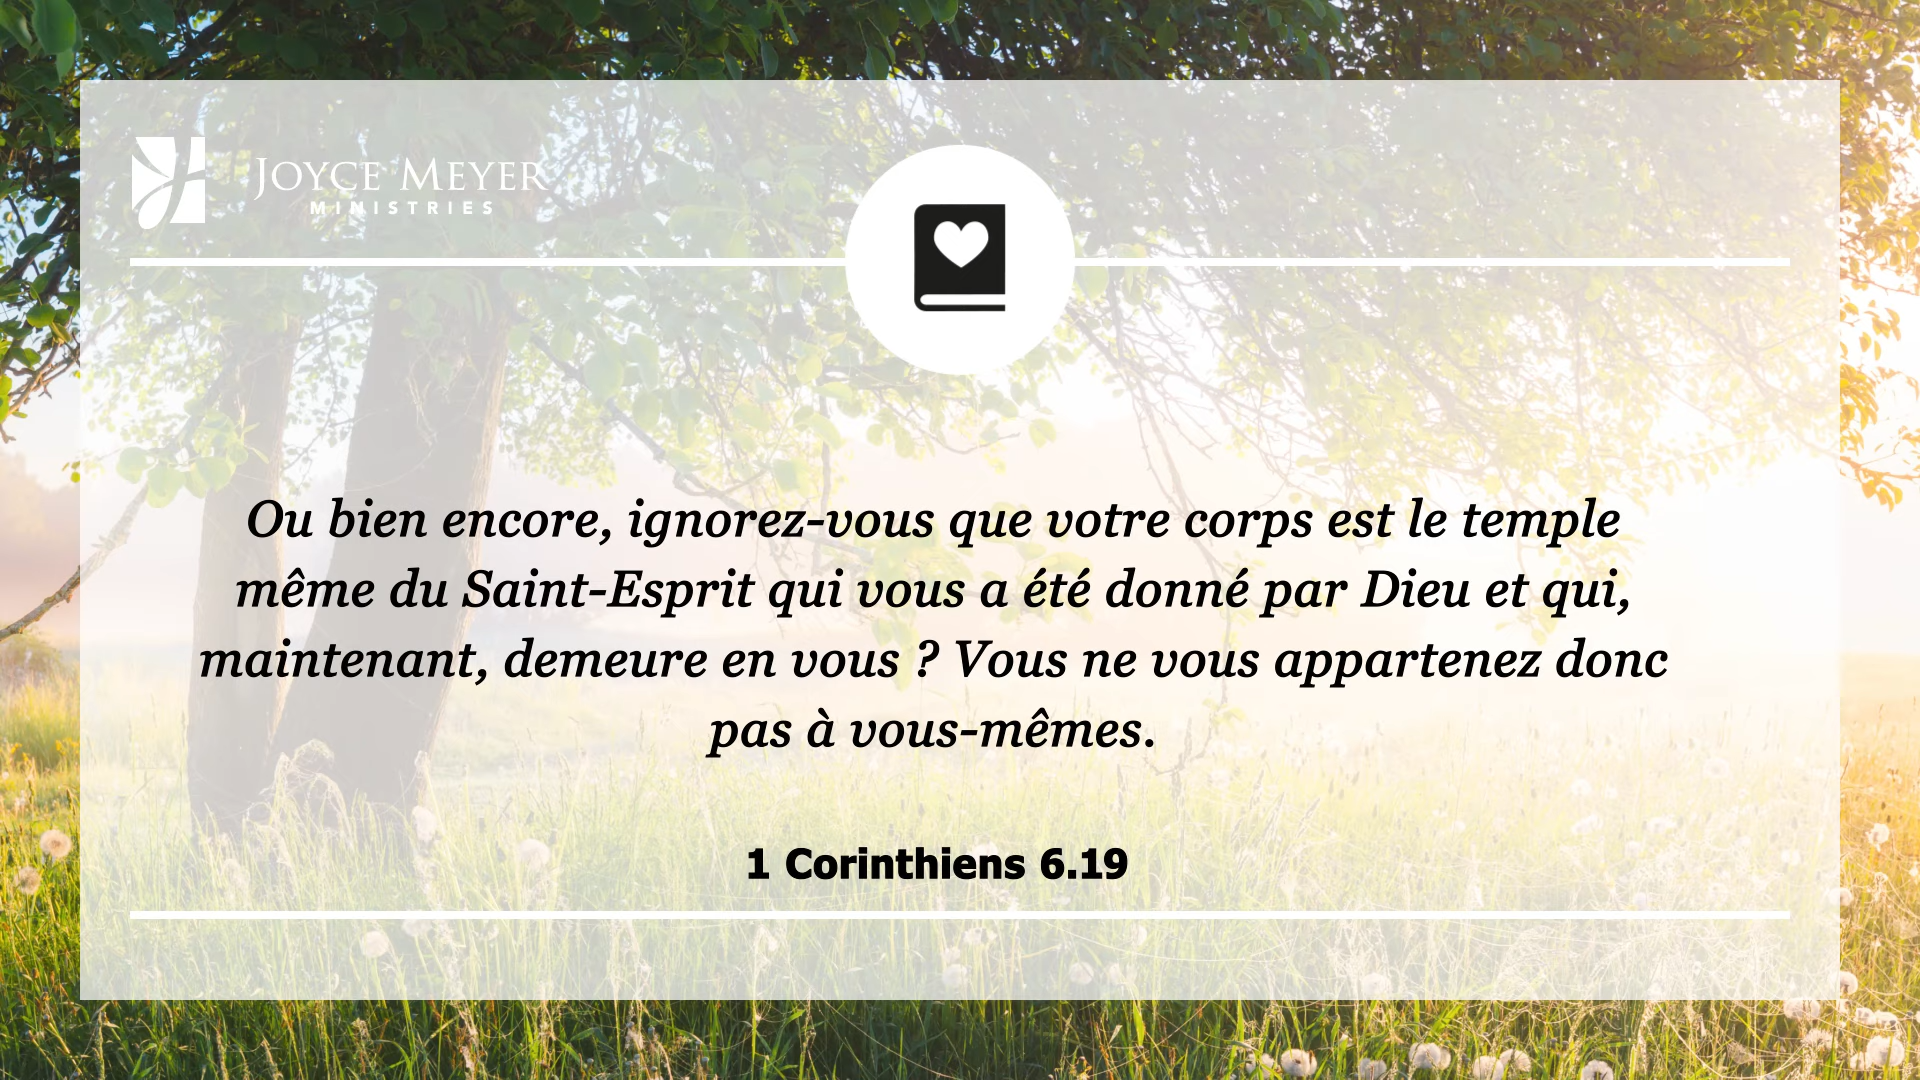 JOYCE MEYER
MINISTRIES
Ou bien encore, ignorez-vous que votre corps est le temple
même du Saint-Esprit qui vous a été donné par Dieu et qui,
maintenant, demeure en vous ? Vous ne vous appartenez donc
pas à vous-mêmes.
1 Corinthiens 6.19